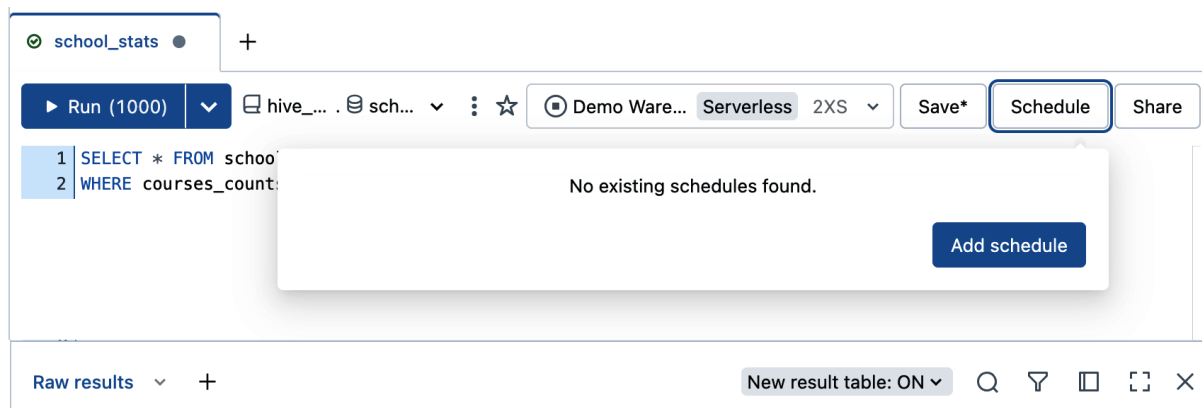 school_stats
Run (1000) hive_... . sch... Demo Ware... Serverless 2XS Save* Schedule Share
1 SELECT * FROM school
2 WHERE courses_counts
No existing schedules found.
Add schedule
Raw results New result table: ON